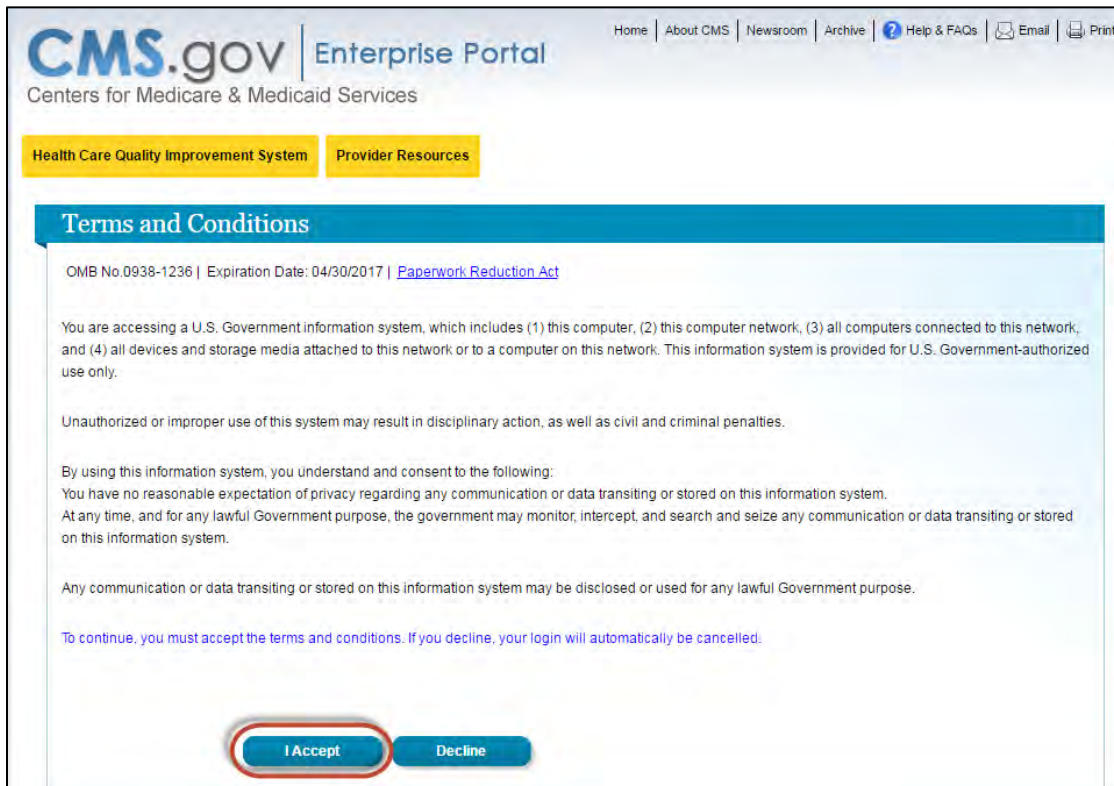 Home | About CMS | Newsroom | Archive | ? Help & FAQs | Email | Print
CMS.gov | Enterprise Portal
Centers for Medicare & Medicaid Services
Health Care Quality Improvement System Provider Resources
Terms and Conditions
OMB No.0938-1236 | Expiration Date: 04/30/2017 | Paperwork Reduction Act
You are accessing a U.S. Government information system, which includes (1) this computer, (2) this computer network, (3) all computers connected to this network,
and (4) all devices and storage media attached to this network or to a computer on this network. This information system is provided for U.S. Government-authorized
use only.
Unauthorized or improper use of this system may result in disciplinary action, as well as civil and criminal penalties.
By using this information system, you understand and consent to the following:
You have no reasonable expectation of privacy regarding any communication or data transiting or stored on this information system.
At any time, and for any lawful Government purpose, the government may monitor, intercept, and search and seize any communication or data transiting or stored
on this information system.
Any communication or data transiting or stored on this information system may be disclosed or used for any lawful Government purpose.
To continue, you must accept the terms and conditions. If you decline, your login will automatically be cancelled.
I Accept Decline